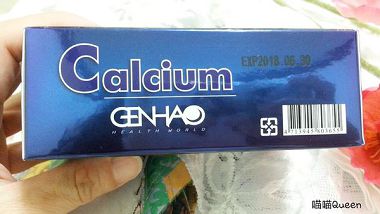 EXP2018.06.30
Calcium
GENHAO
HEALTH WORLD
喵喵Queen